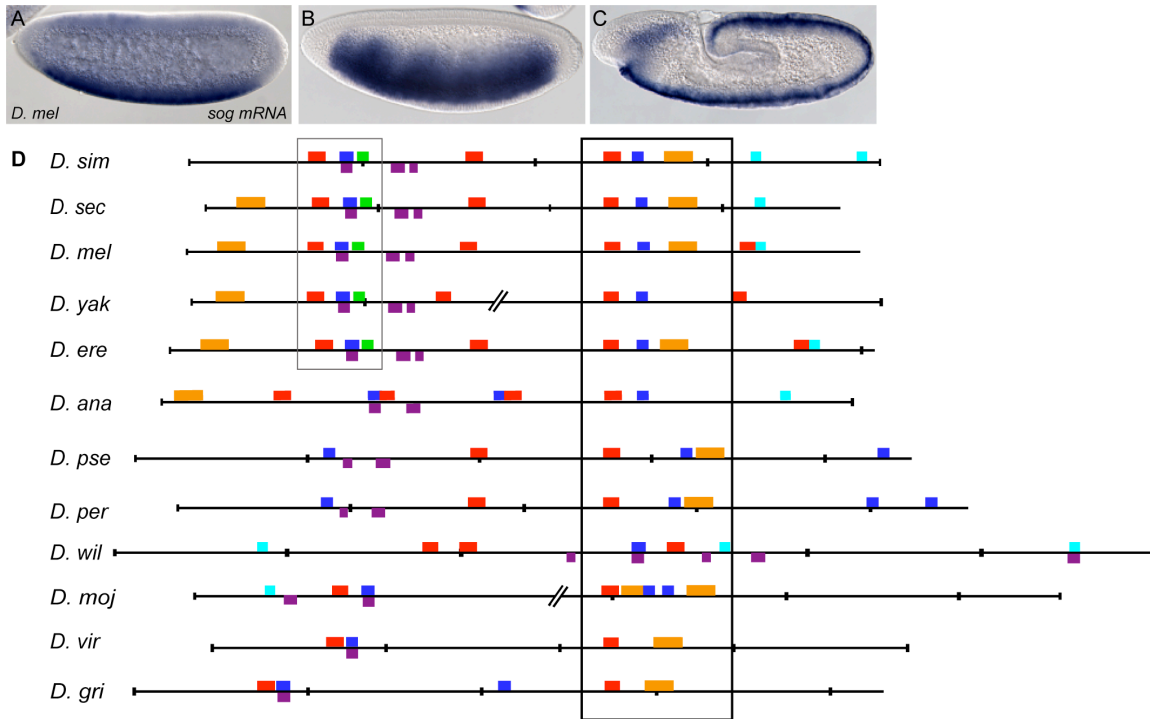 A
B
C
D. mel
sog mRNA
D
D. sim
D. sec
D. mel
D. yak
D. ere
D. ana
D. pse
D. per
D. wil
D. moj
D. vir
D. gri